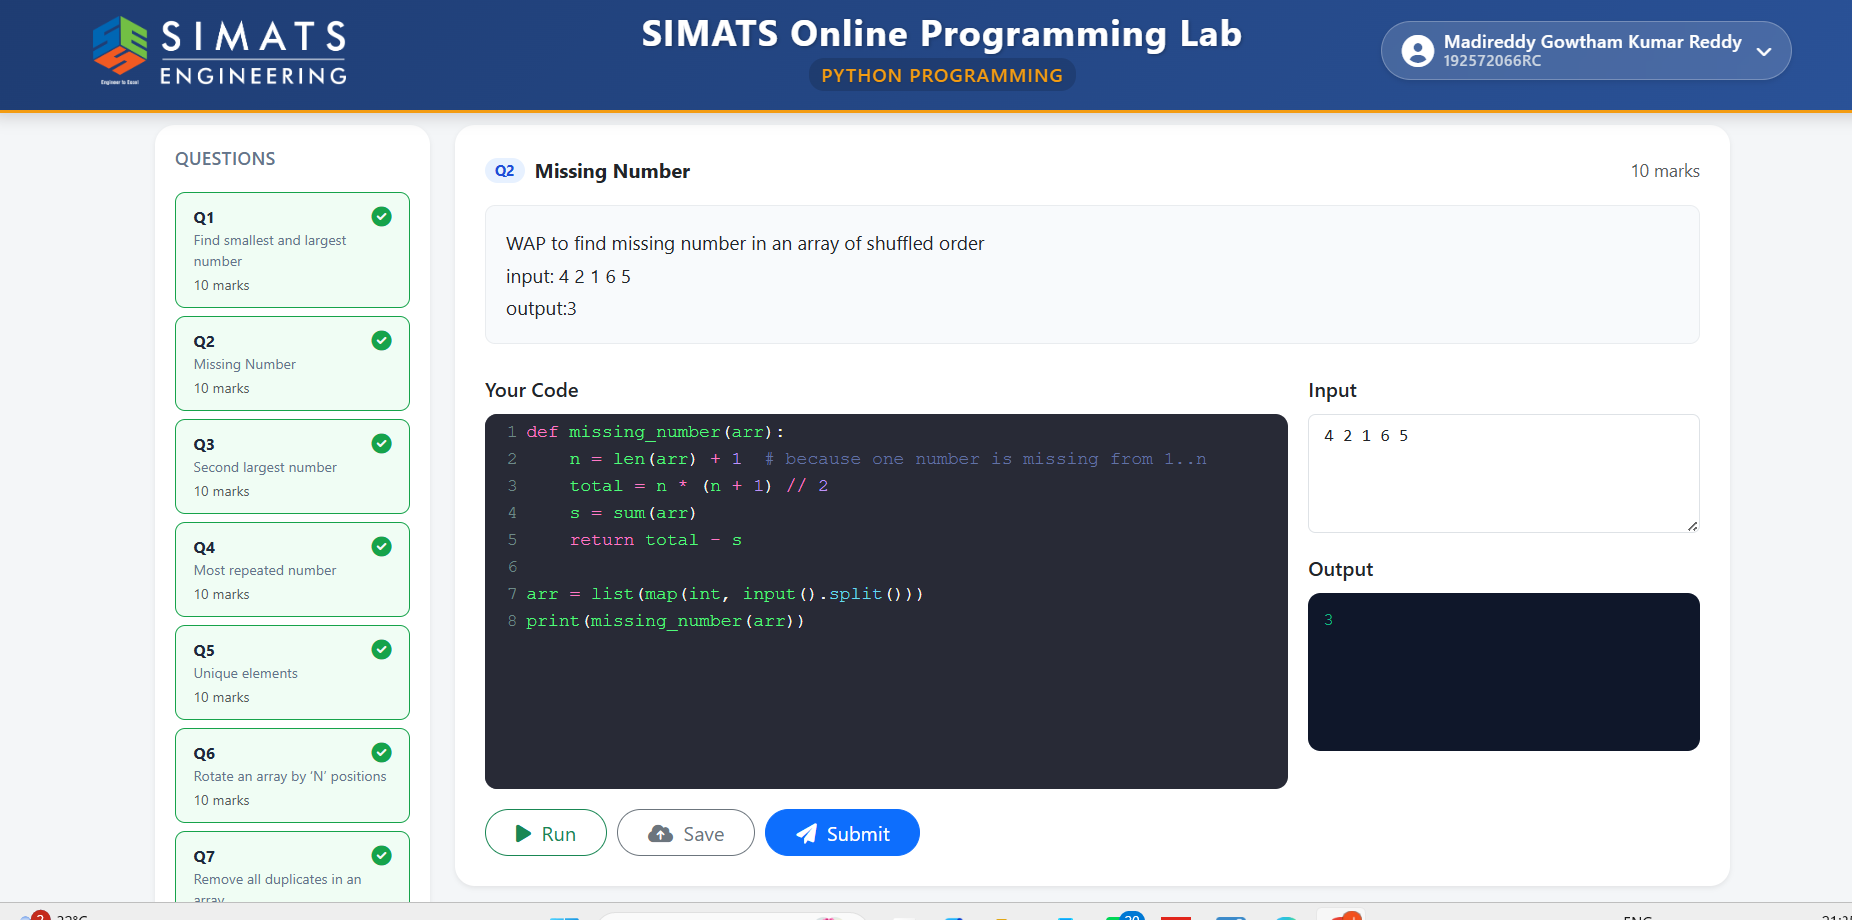 SIMATS
ENGINEERING
Engineer to Excel
SIMATS Online Programming Lab
PYTHON PROGRAMMING
Madireddy Gowtham Kumar Reddy
192572066RC
QUESTIONS
Q1
Find smallest and largest
number
10 marks
Q2
Missing Number
10 marks
Q3
Second largest number
10 marks
Q4
Most repeated number
10 marks
Q5
Unique elements
10 marks
Q6
Rotate an array by ‘N’ positions
10 marks
Q7
Remove all duplicates in an
array
Q2 Missing Number
10 marks
WAP to find missing number in an array of shuffled order
input: 4 2 1 6 5
output:3
Your Code
1 def missing_number(arr):
2     n = len(arr) + 1  # because one number is missing from 1..n
3     total = n * (n + 1) // 2
4     s = sum(arr)
5     return total - s
6
7 arr = list(map(int, input().split()))
8 print(missing_number(arr))
Run
Save
Submit
Input
4 2 1 6 5
Output
3